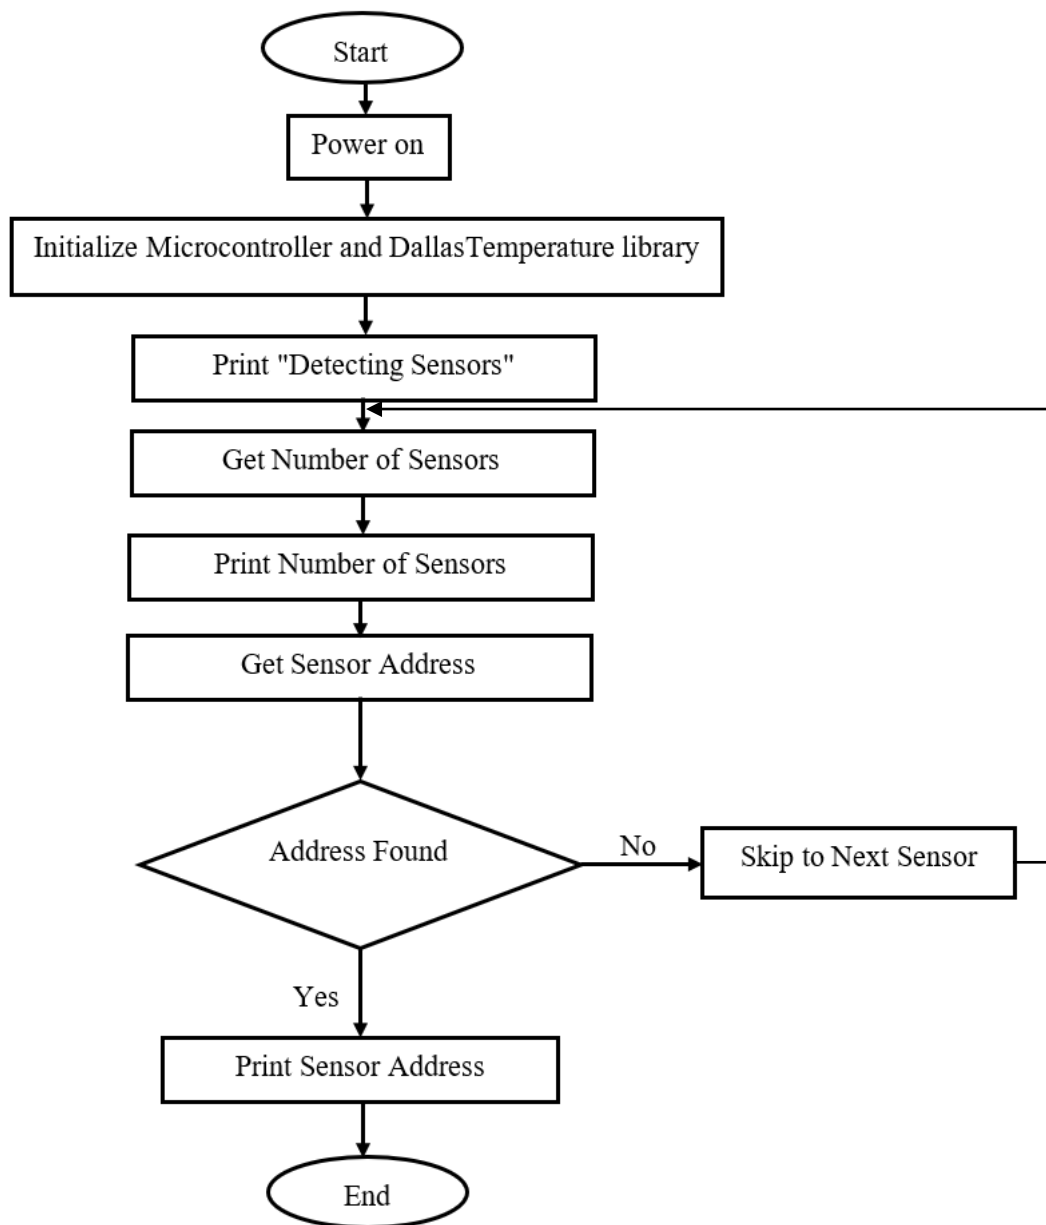 Start
Power on
Initialize Microcontroller and DallasTemperature library
Print "Detecting Sensors"
Get Number of Sensors
Print Number of Sensors
Get Sensor Address
Address Found
No
Skip to Next Sensor
Yes
Print Sensor Address
End